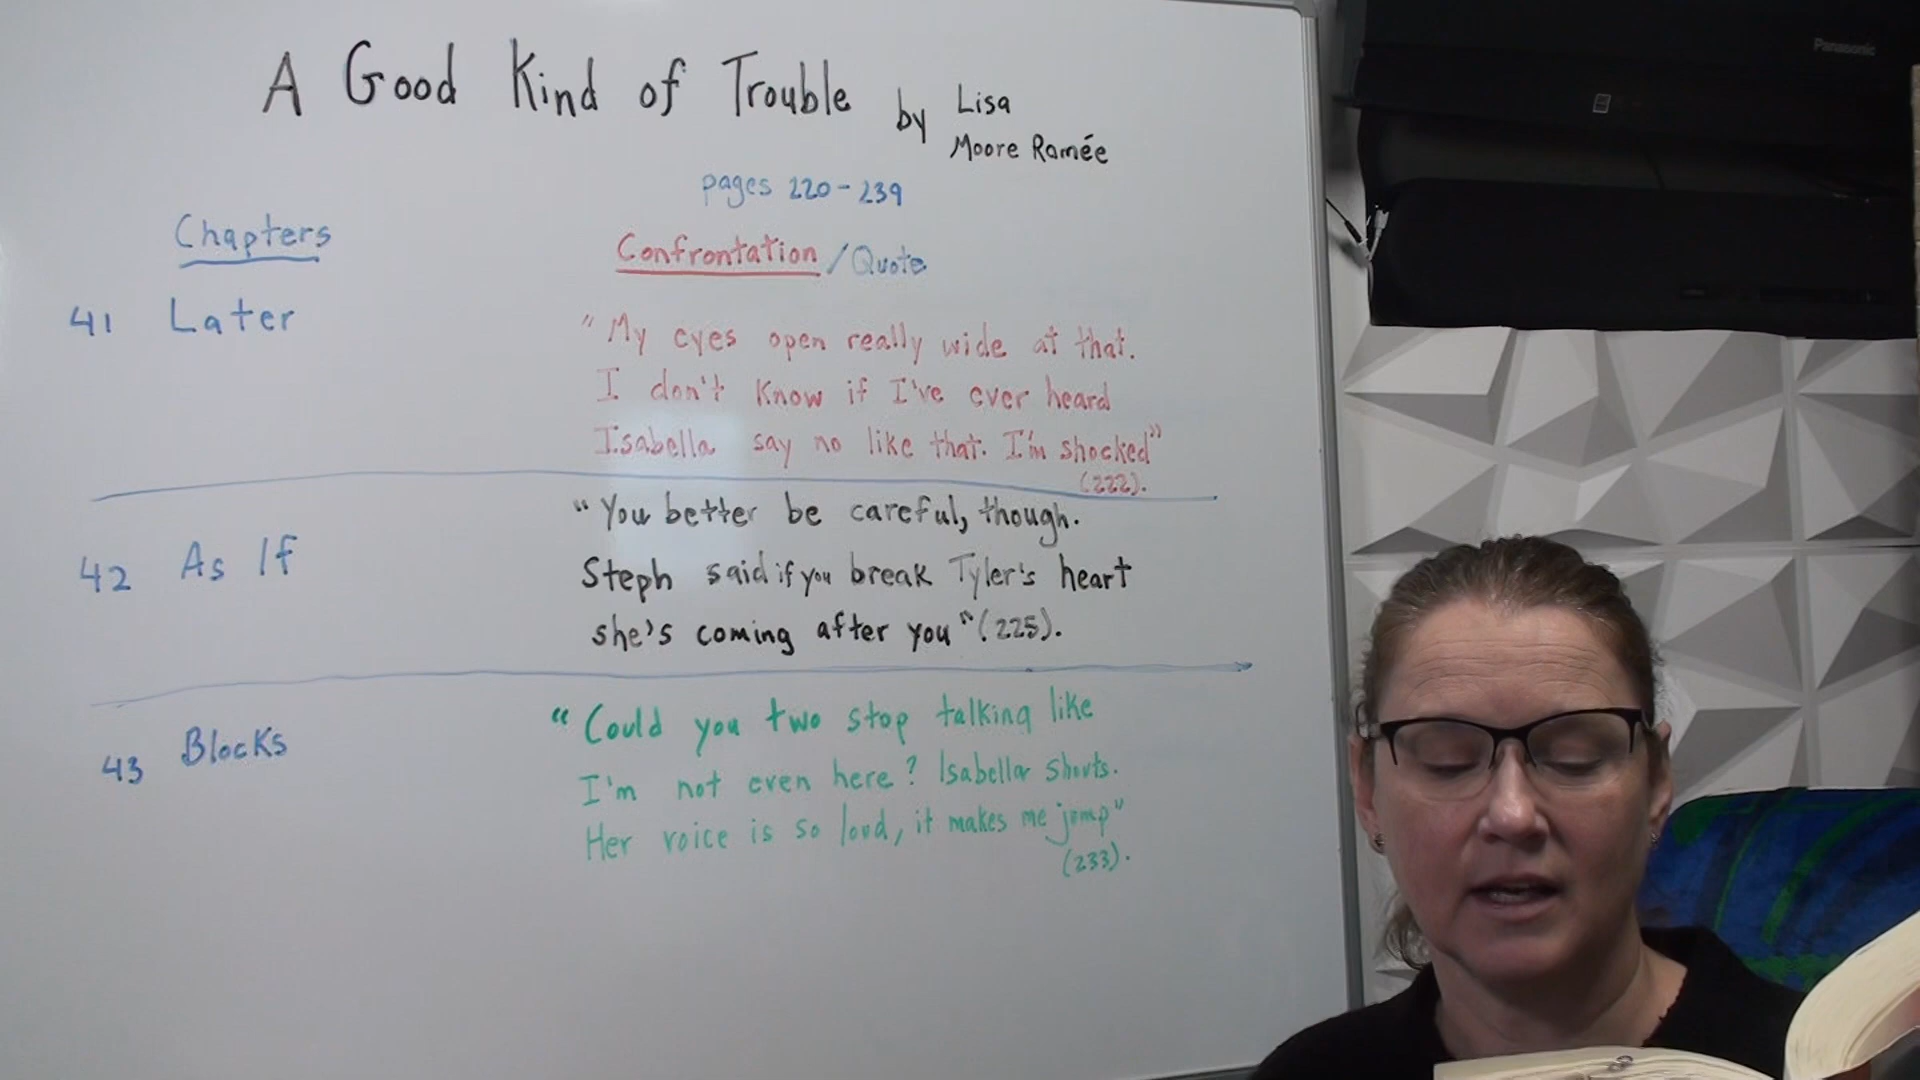 A Good Kind of Trouble by Lisa
Moore Ramée
pages 220-239
Chapters
Confrontation / Quote
41 Later
"My eyes open really wide at that.
I don't know if I've ever heard
Isabella say no like that. I'm shocked"
(222).
42 As If
"You better be careful, though.
Steph said if you break Tyler's heart
she's coming after you" (225).
43 Blocks
"Could you two stop talking like
I'm not even here? Isabella shouts.
Her voice is so loud, it makes me jump"
(233).
Panasonic